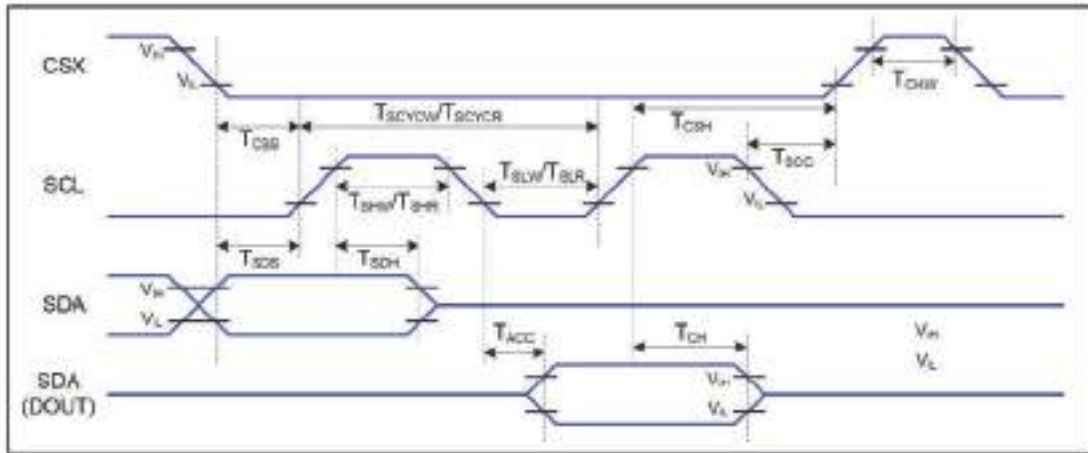 CSX
VIH
VIL
TCHW
TSCYCW/TSCYCR
TCSS
TCSH
TSCC
SCL
TSLW/TSLR
TSHW/TSHR
VIH
VIL
TSDS
TSDH
SDA
VIH
VIL
VIH
VIL
TACC
TOH
SDA
(DOUT)
VIH
VIL